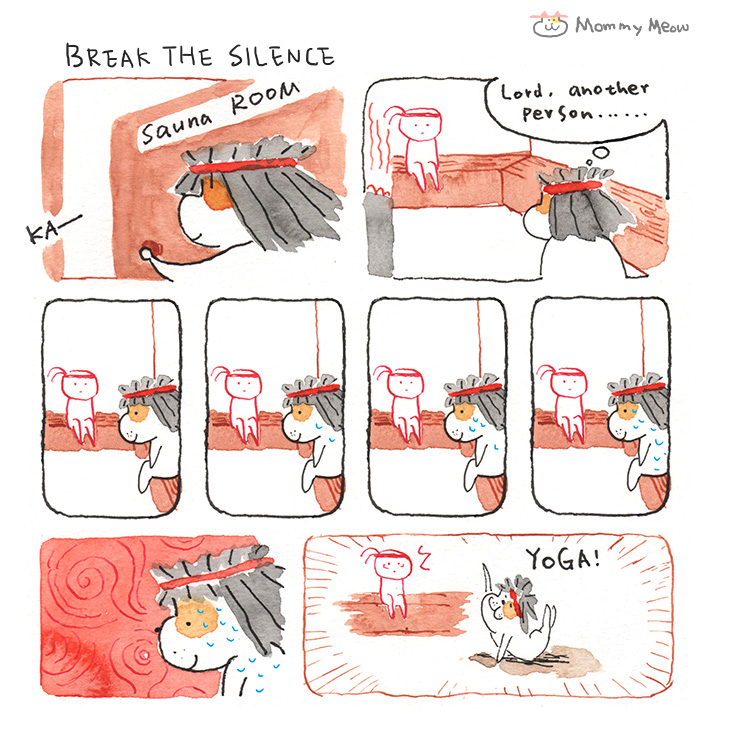 Mommy Meow
BREAK THE SILENCE
Sauna ROOM
KA—
Lord, another
person......
YOGA!